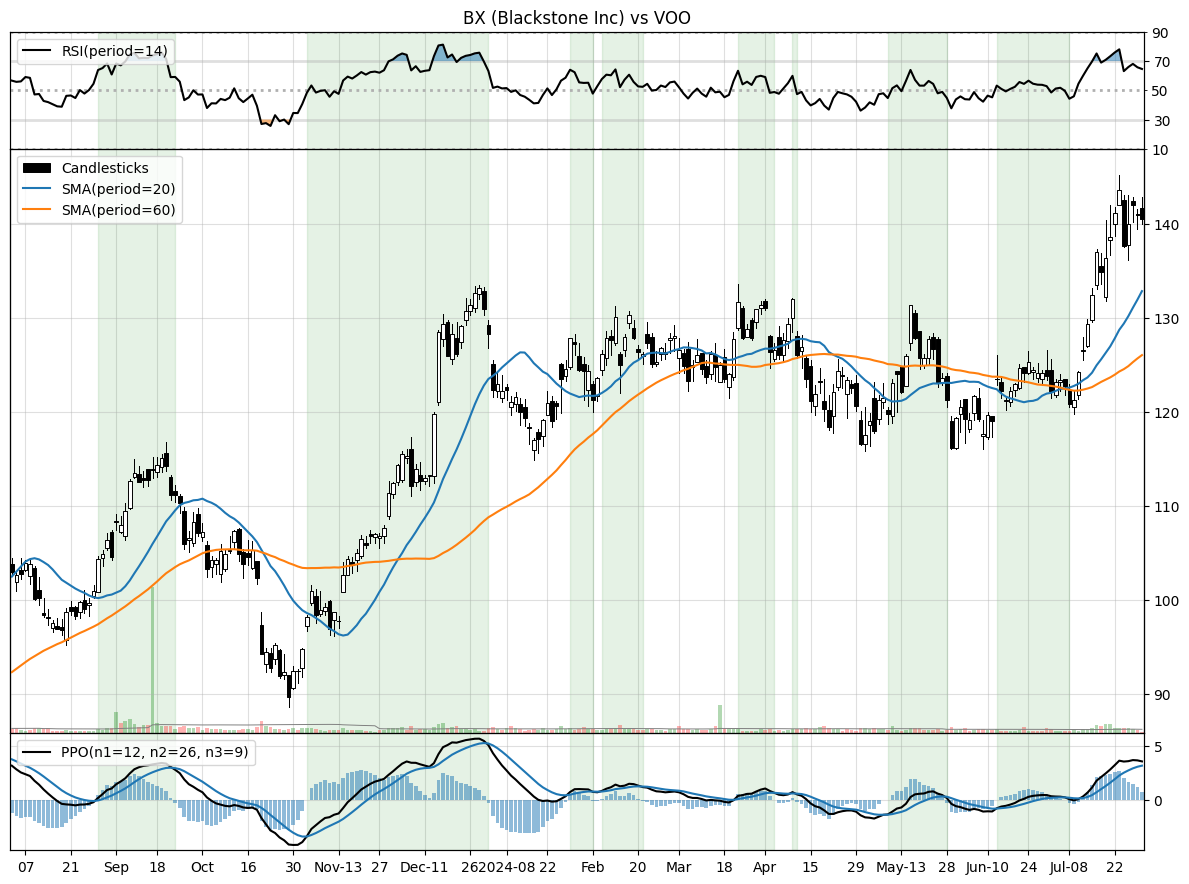 BX (Blackstone Inc) vs VOO
RSI(period=14)
90
70
50
30
10
Candlesticks
SMA(period=20)
SMA(period=60)
140
130
120
110
100
90
PPO(n1=12, n2=26, n3=9)
5
0
07 21 Sep 18 Oct 16 30 Nov-13 27 Dec-11 26 2024-08 22 Feb 20 Mar 18 Apr 15 29 May-13 28 Jun-10 24 Jul-08 22